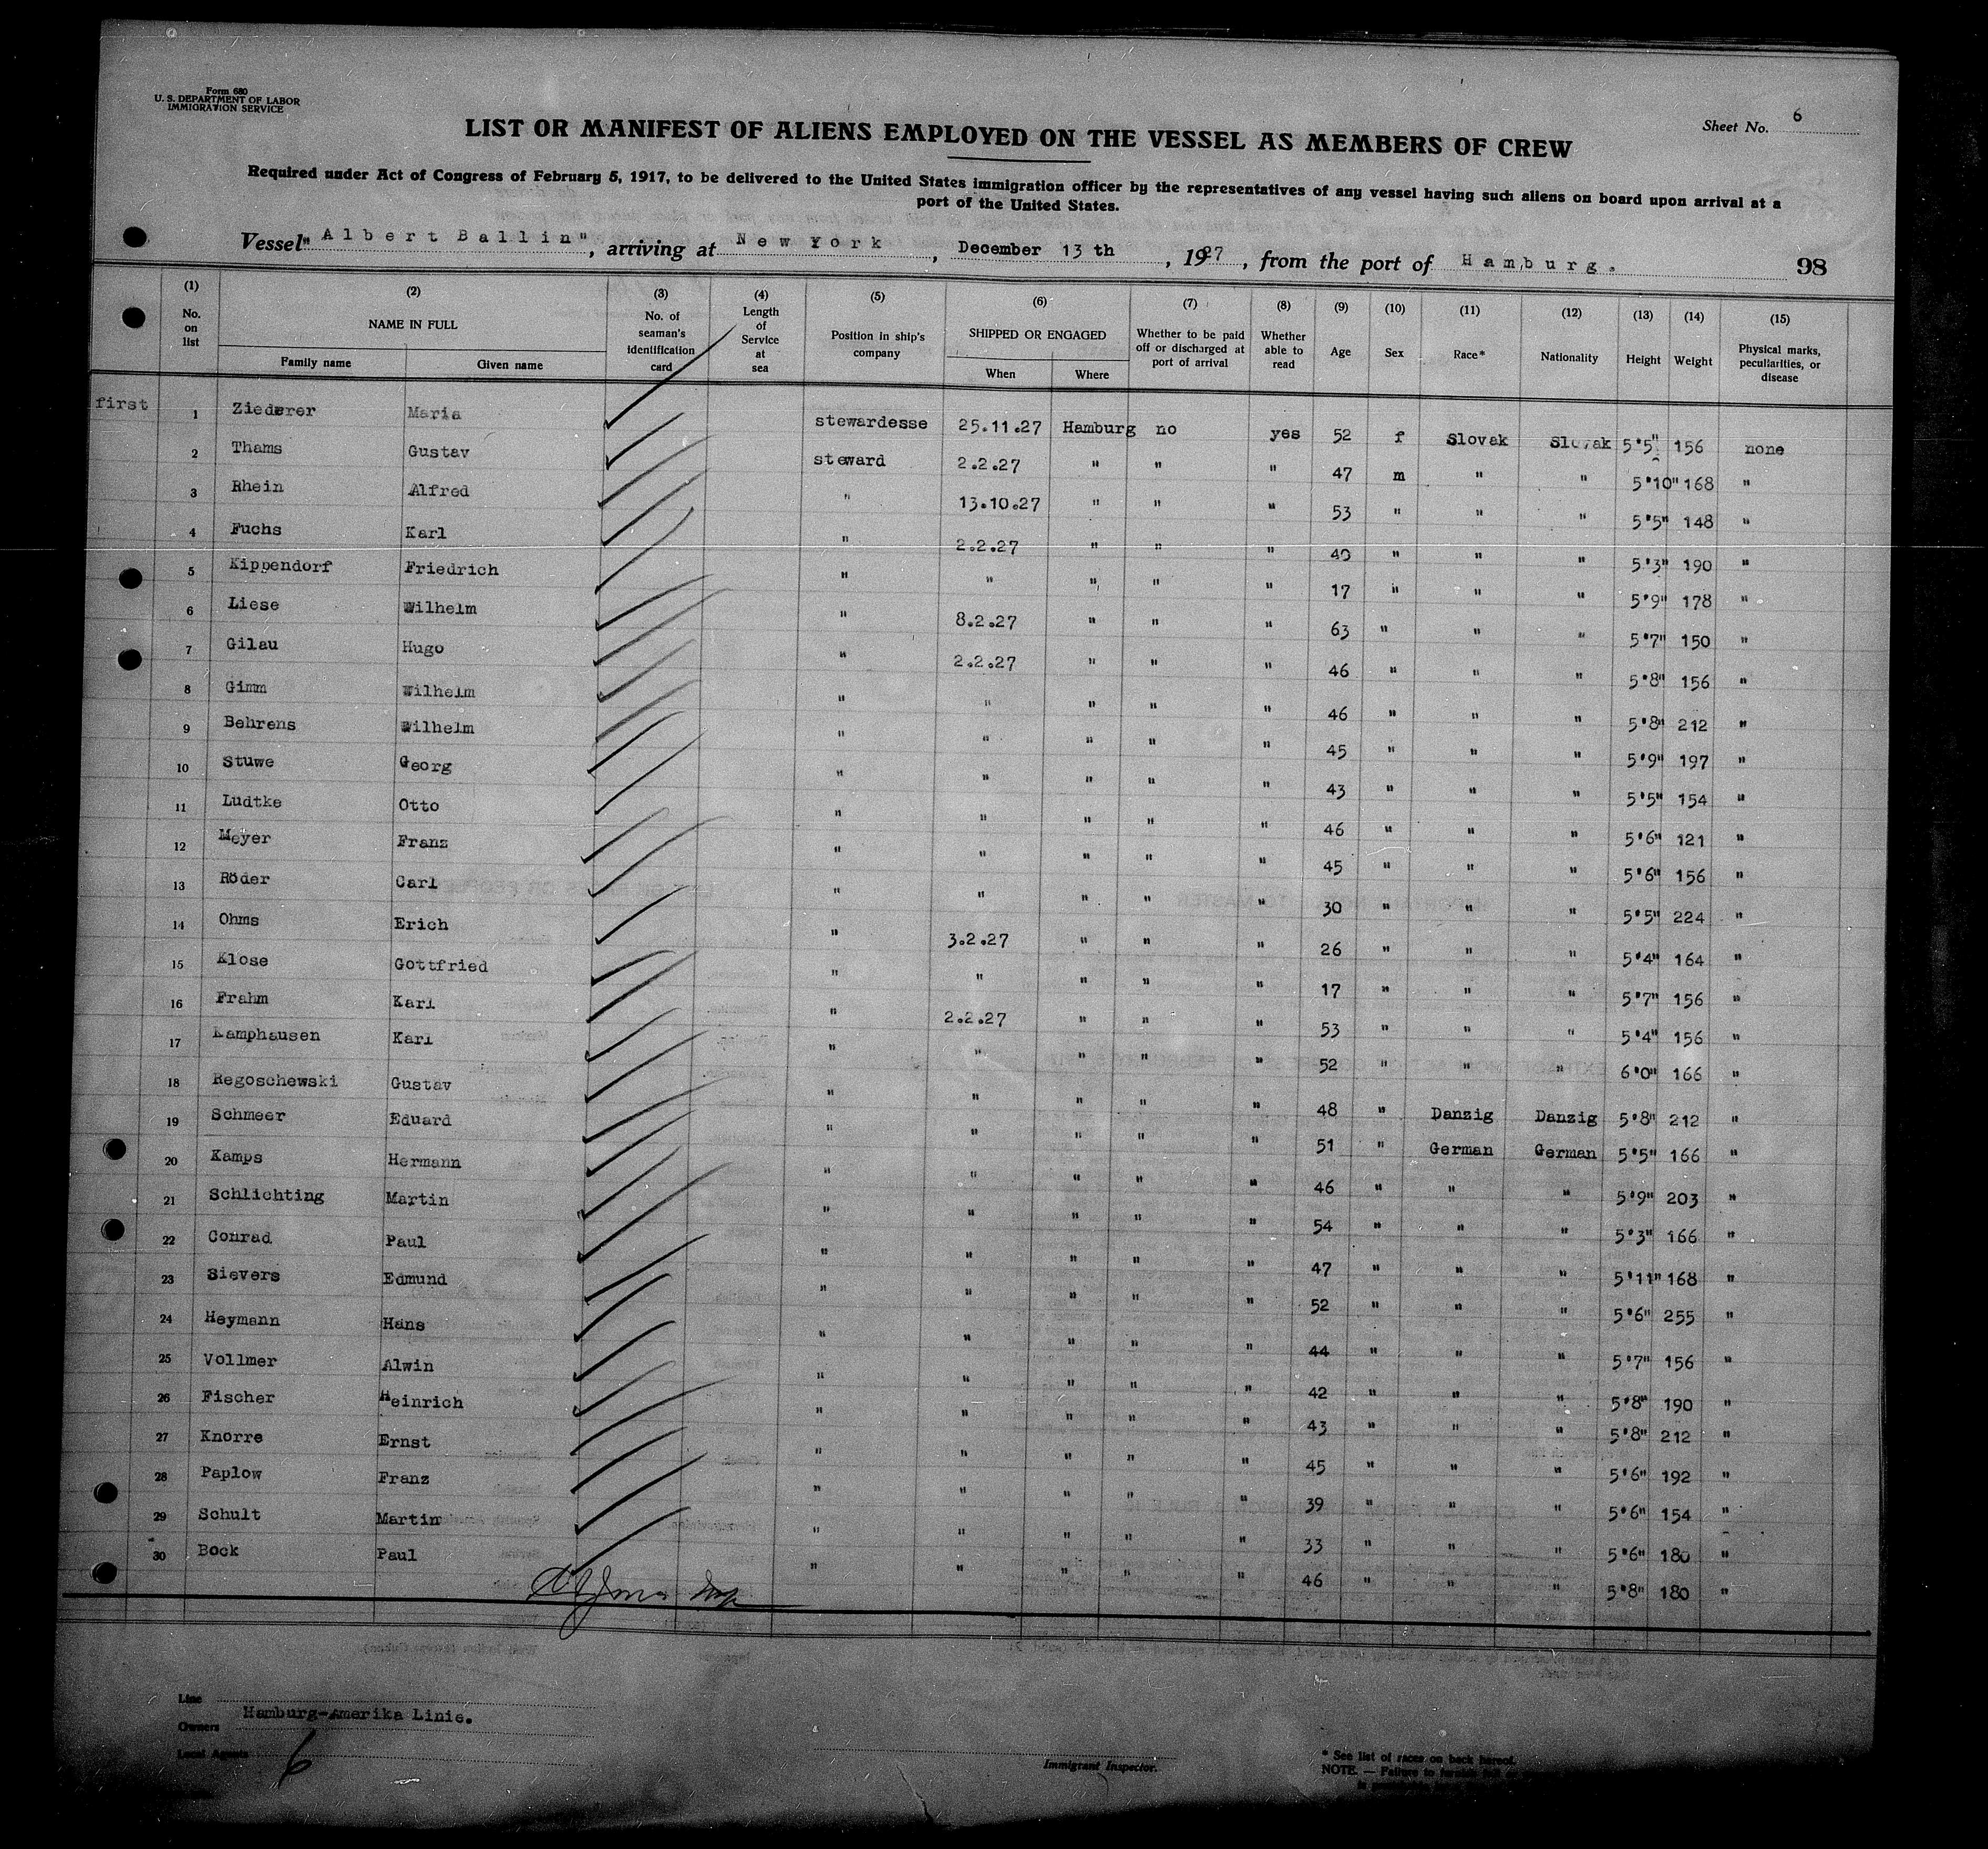 Form 680
U. S. DEPARTMENT OF LABOR
IMMIGRATION SERVICE
Sheet No. 6
LIST OR MANIFEST OF ALIENS EMPLOYED ON THE VESSEL AS MEMBERS OF CREW
Required under Act of Congress of February 5, 1917, to be delivered to the United States immigration officer by the representatives of any vessel having such aliens on board upon arrival at a
port of the United States.
Vessel "Albert Ballin", arriving at New York, December 13 th, 1927, from the port of Hamburg. 98
(1) (2) (3) (4) (5) (6) (7) (8) (9) (10) (11) (12) (13) (14) (15)
No. on list NAME IN FULL Family name Given name No. of seaman's identification card Length of Service at sea Position in ship's company SHIPPED OR ENGAGED When Where Whether to be paid off or discharged at port of arrival Whether able to read Age Sex Race* Nationality Height Weight Physical marks, peculiarities, or disease
first 1 Ziederer Maria stewardesse 25.11.27 Hamburg no yes 52 f Slovak Slovak 5'5" 156 none
2 Thams Gustav steward 2.2.27 " " " 47 m " " 5'10" 168 "
3 Rhein Alfred " 13.10.27 " " " 53 " " " 5'5" 148 "
4 Fuchs Karl " 2.2.27 " " " 40 " " " 5'3" 190 "
5 Kippendorf Friedrich " " " " " 17 " " " 5'9" 178 "
6 Liese Wilhelm " 8.2.27 " " " 63 " " " 5'7" 150 "
7 Gilau Hugo " 2.2.27 " " " 46 " " " 5'8" 156 "
8 Gimm Wilhelm " " " " " 46 " " " 5'8" 212 "
9 Behrens Wilhelm " " " " " 45 " " " 5'9" 197 "
10 Stuwe Georg " " " " " 43 " " " 5'5" 154 "
11 Ludtke Otto " " " " " 46 " " " 5'6" 121 "
12 Meyer Franz " " " " " 45 " " " 5'6" 156 "
13 Röder Carl " " " " " 30 " " " 5'5" 224 "
14 Ohms Erich " 3.2.27 " " " 26 " " " 5'4" 164 "
15 Klose Gottfried " " " " " 17 " " " 5'7" 156 "
16 Frahm Karl " 2.2.27 " " " 53 " " " 5'4" 156 "
17 Kamphausen Karl " " " " " 52 " " " 6'0" 166 "
18 Regoschewski Gustav " " " " " 48 " Danzig Danzig 5'8" 212 "
19 Schmeer Eduard " " " " " 51 " German German 5'5" 166 "
20 Kamps Hermann " " " " " 46 " " " 5'9" 203 "
21 Schlichting Martin " " " " " 54 " " " 5'3" 166 "
22 Conrad Paul " " " " " 47 " " " 5'11" 168 "
23 Sievers Edmund " " " " " 52 " " " 5'6" 255 "
24 Heymann Hans " " " " " 44 " " " 5'7" 156 "
25 Vollmer Alwin " " " " " 42 " " " 5'8" 190 "
26 Fischer Heinrich " " " " " 43 " " " 5'8" 212 "
27 Knorre Ernst " " " " " 45 " " " 5'6" 192 "
28 Paplow Franz " " " " " 39 " " " 5'6" 154 "
29 Schult Martin " " " " " 33 " " " 5'6" 180 "
30 Bock Paul " " " " " 46 " " " 5'8" 180 "
Line
Owners Hamburg-Amerika Linie.
Local Agents 6
Immigrant Inspector.
* See list of races on back hereof.
NOTE. — Failure to furnish